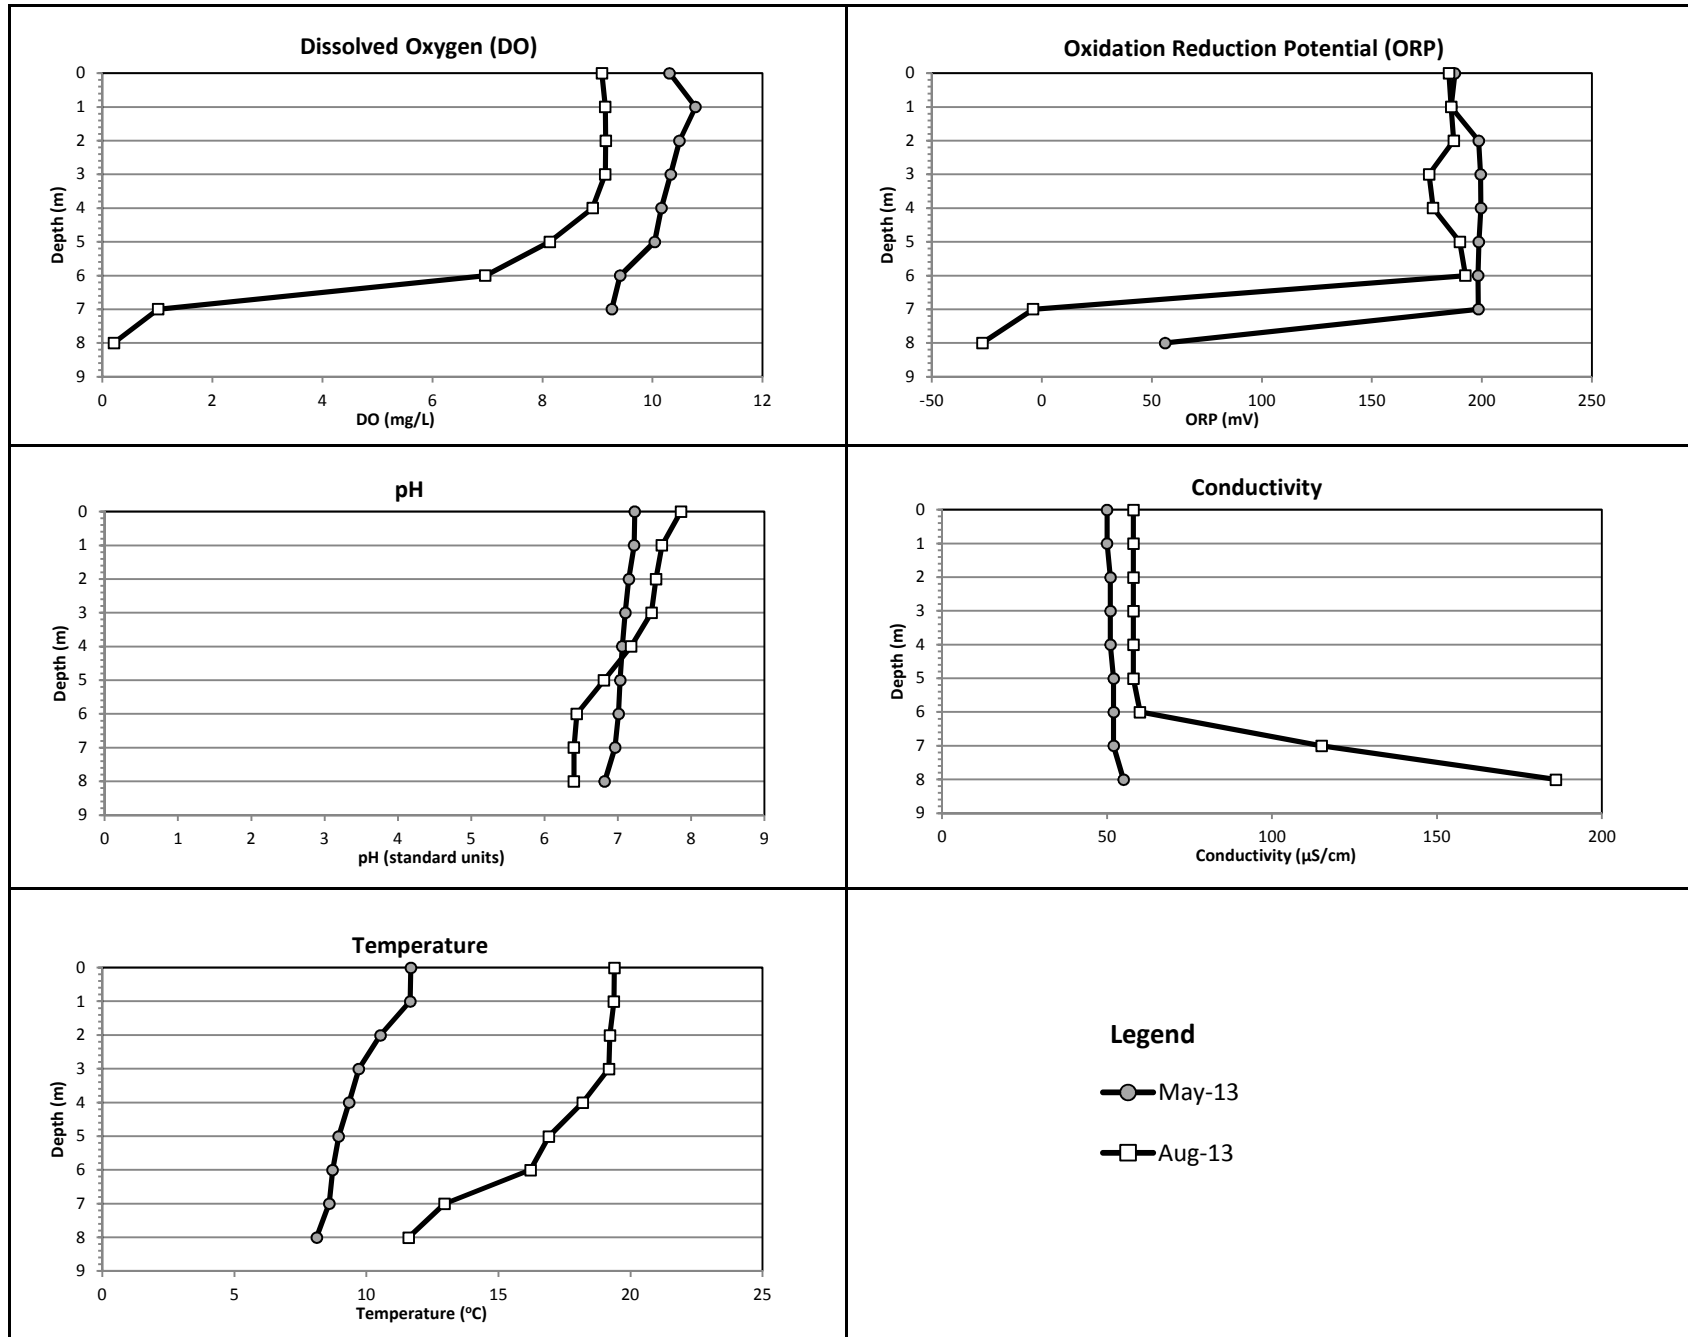 Dissolved Oxygen (DO)
0
1
2
3
4
5
6
7
8
9
Depth (m)
0 2 4 6 8 10 12
DO (mg/L)
Oxidation Reduction Potential (ORP)
0
1
2
3
4
5
6
7
8
9
Depth (m)
-50 0 50 100 150 200 250
ORP (mV)
pH
0
1
2
3
4
5
6
7
8
9
Depth (m)
0 1 2 3 4 5 6 7 8 9
pH (standard units)
Conductivity
0
1
2
3
4
5
6
7
8
9
Depth (m)
0 50 100 150 200
Conductivity (µS/cm)
Temperature
0
1
2
3
4
5
6
7
8
9
Depth (m)
0 5 10 15 20 25
Temperature (ºC)
Legend
May-13
Aug-13